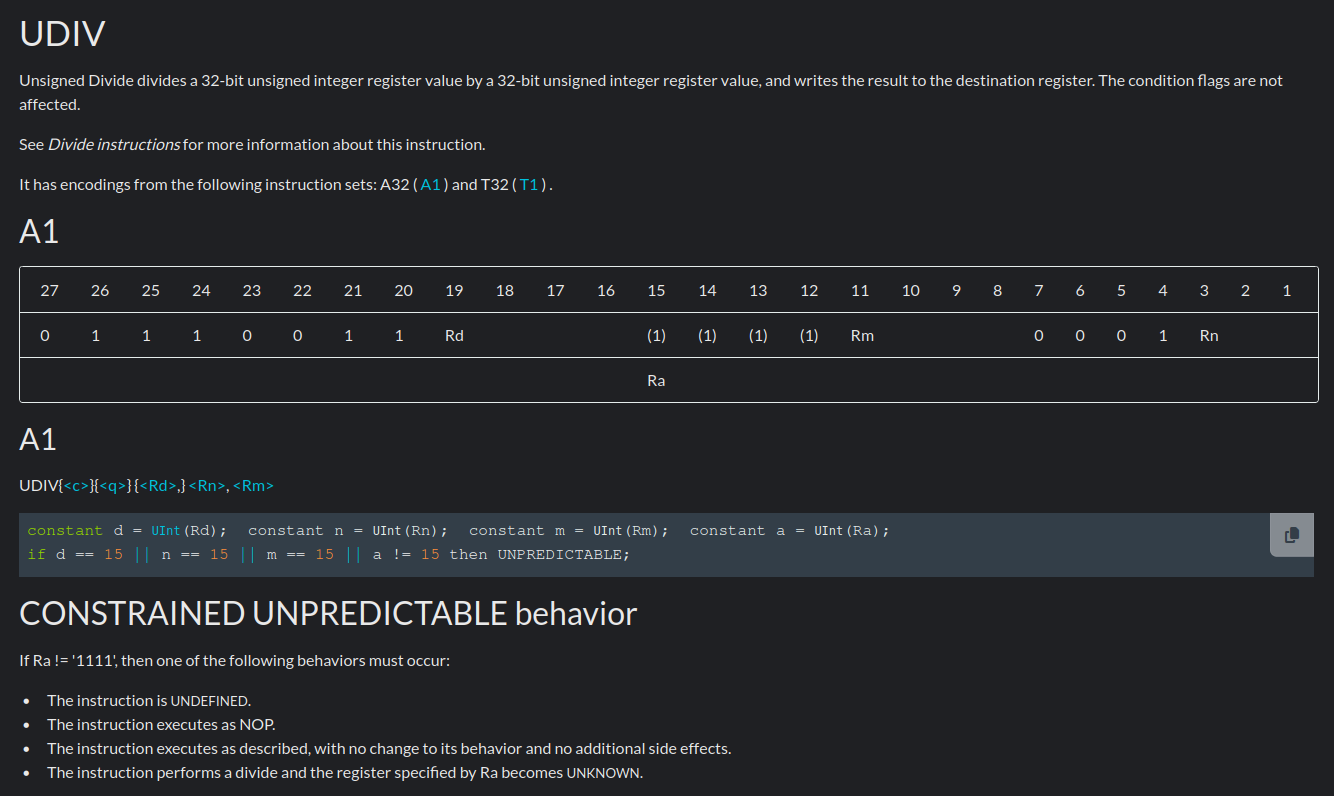 UDIV
Unsigned Divide divides a 32-bit unsigned integer register value by a 32-bit unsigned integer register value, and writes the result to the destination register. The condition flags are not
affected.
See Divide instructions for more information about this instruction.
It has encodings from the following instruction sets: A32 ( A1 ) and T32 ( T1 ) .
A1
27 26 25 24 23 22 21 20 19 18 17 16 15 14 13 12 11 10 9 8 7 6 5 4 3 2 1
0 1 1 1 0 0 1 1 Rd (1) (1) (1) (1) Rm 0 0 0 1 Rn
Ra
A1
UDIV{<c>}{<q>} {<Rd>,} <Rn>, <Rm>
constant d = UInt(Rd);  constant n = UInt(Rn);  constant m = UInt(Rm);  constant a = UInt(Ra);
if d == 15 || n == 15 || m == 15 || a != 15 then UNPREDICTABLE;
CONSTRAINED UNPREDICTABLE behavior
If Ra != '1111', then one of the following behaviors must occur:
• The instruction is UNDEFINED.
• The instruction executes as NOP.
• The instruction executes as described, with no change to its behavior and no additional side effects.
• The instruction performs a divide and the register specified by Ra becomes UNKNOWN.